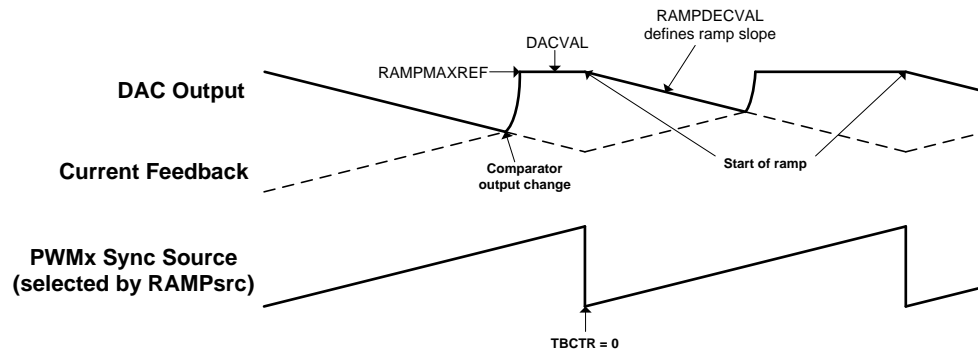 RAMPDECVAL
defines ramp slope
DACVAL
RAMPMAXREF
DAC Output
Current Feedback
Comparator
output change
Start of ramp
PWMx Sync Source
(selected by RAMPsrc)
TBCTR = 0